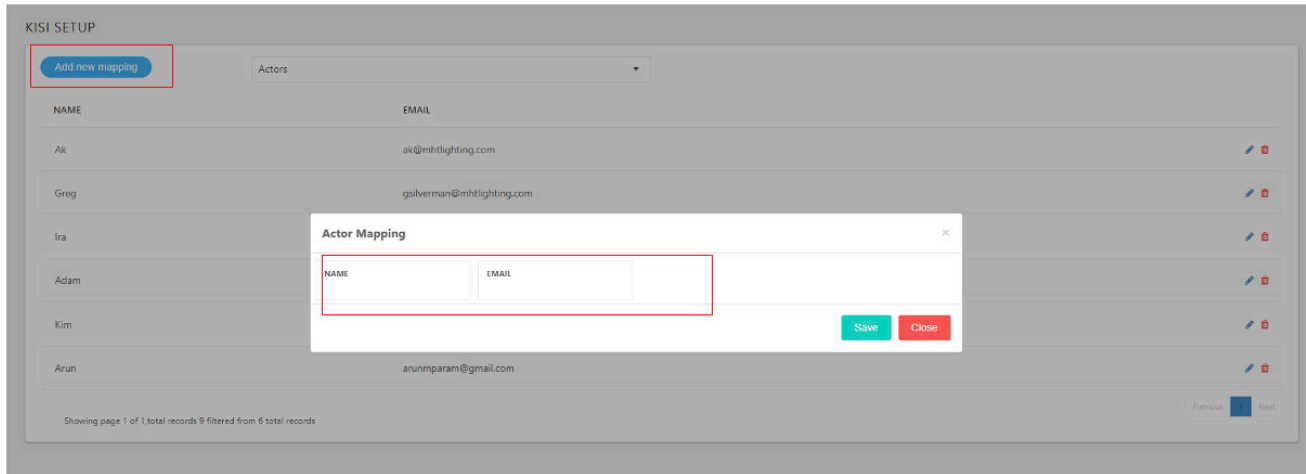 KISI SETUP
Add new mapping Actors
NAME EMAIL
Ak ak@mhtlighting.com
Greg gsilverman@mhtlighting.com
Actor Mapping ×
Ira
NAME EMAIL
Adam
Kim
Save Close
Arun arunmparam@gmail.com
Previous 1 Next
Showing page 1 of 1,total records 9 filtered from 6 total records